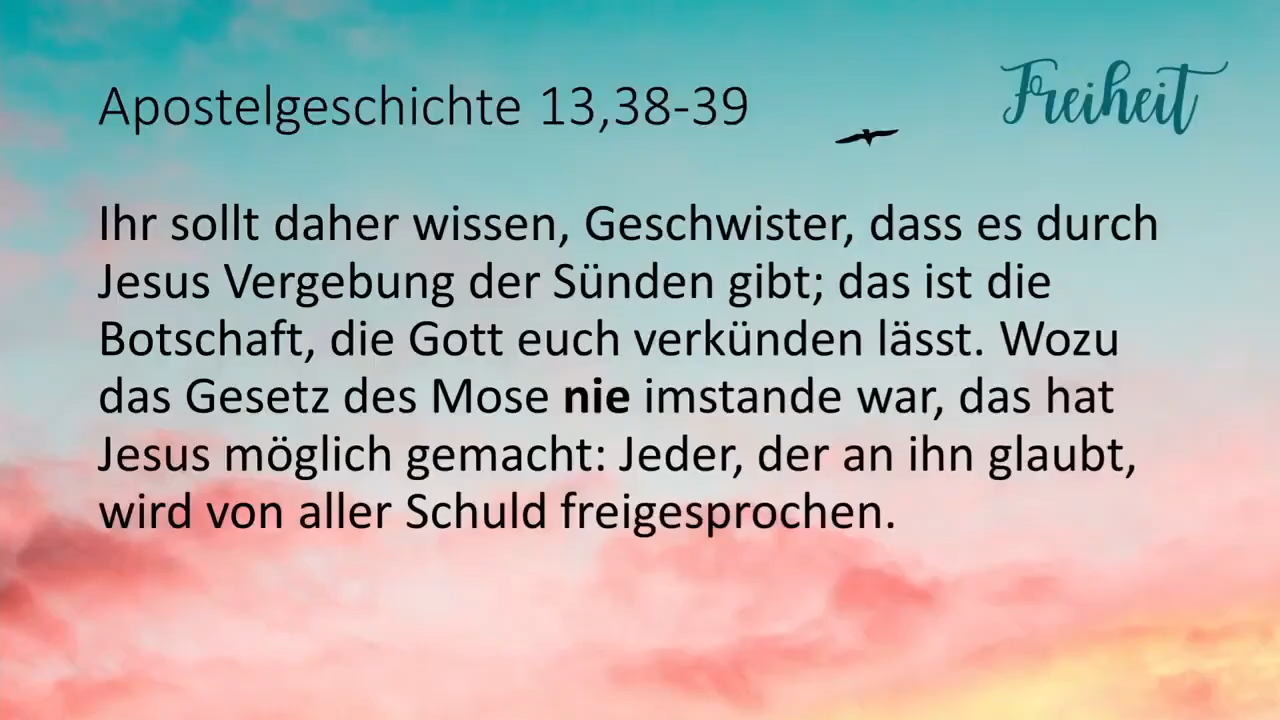 Apostelgeschichte 13,38-39
Freiheit
Ihr sollt daher wissen, Geschwister, dass es durch
Jesus Vergebung der Sünden gibt; das ist die
Botschaft, die Gott euch verkünden lässt. Wozu
das Gesetz des Mose nie imstande war, das hat
Jesus möglich gemacht: Jeder, der an ihn glaubt,
wird von aller Schuld freigesprochen.